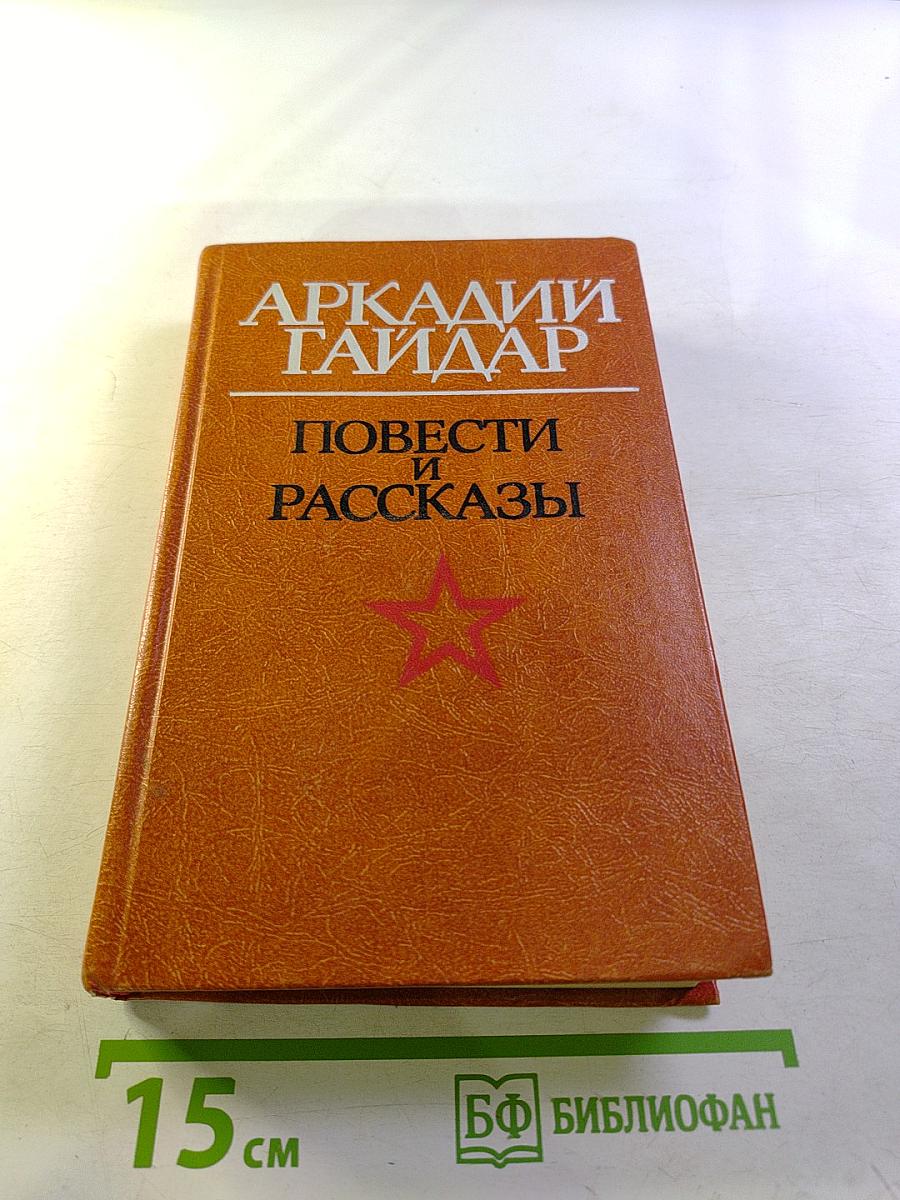 АРКАДИЙ
ГАЙДАР
ПОВЕСТИ
И
РАССКАЗЫ
15 см
БФ БИБЛИОФАН